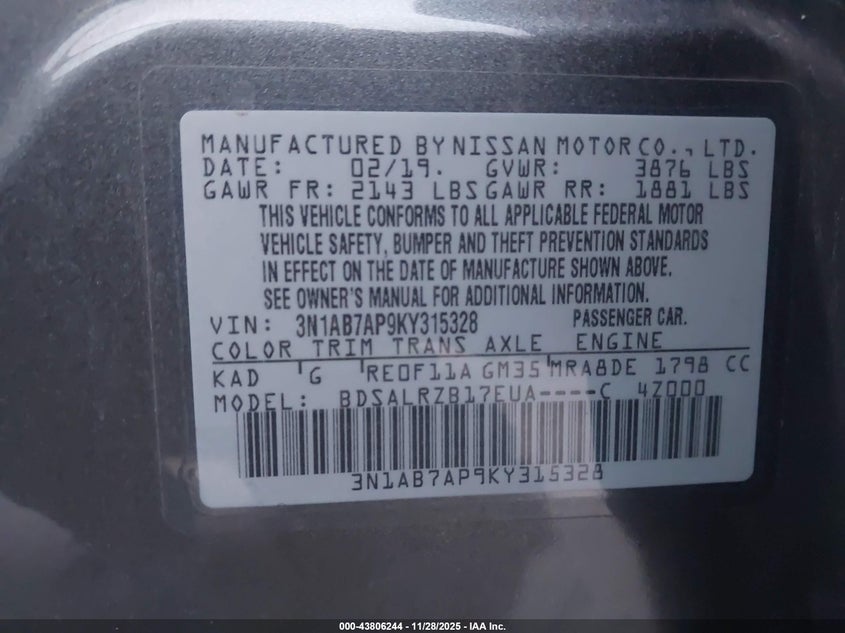 MANUFACTURED BY NISSAN MOTOR CO., LTD.
DATE: 02/19. GVWR: 3876 LBS
GAWR FR: 2143 LBS GAWR RR: 1881 LBS
THIS VEHICLE CONFORMS TO ALL APPLICABLE FEDERAL MOTOR
VEHICLE SAFETY, BUMPER AND THEFT PREVENTION STANDARDS
IN EFFECT ON THE DATE OF MANUFACTURE SHOWN ABOVE.
SEE OWNER'S MANUAL FOR ADDITIONAL INFORMATION.
VIN: 3N1AB7AP9KY315328 PASSENGER CAR.
COLOR TRIM TRANS AXLE ENGINE
KAD G RE0F11A GM35 MRA8DE 1798 CC
MODEL: BDSALRZB17EUA----C 4Z000
3N1AB7AP9KY315328
000-43806244 | 11/28/2025 - IAA Inc.